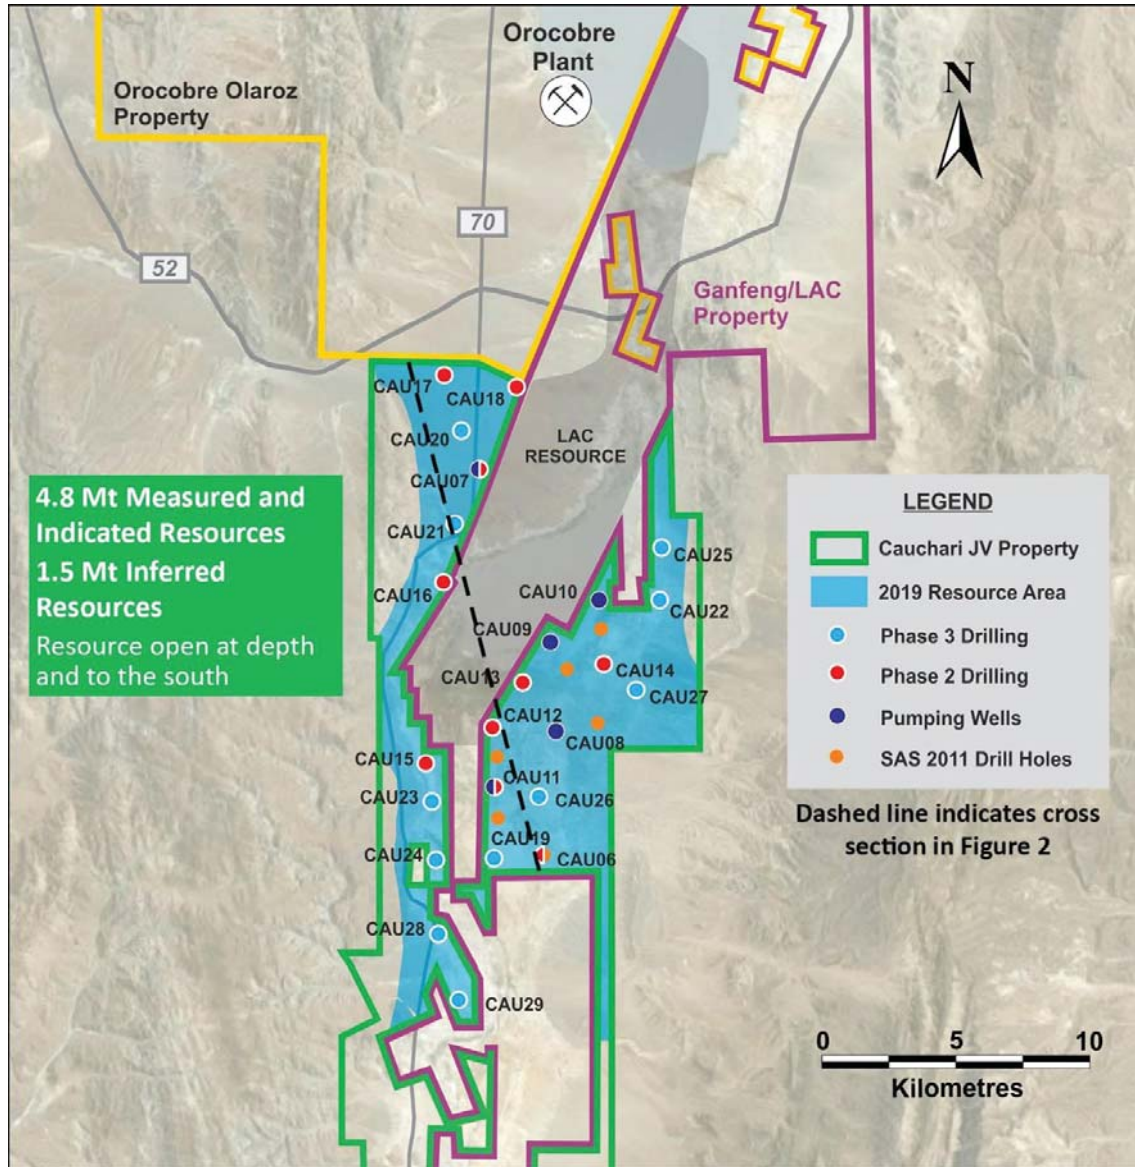 Orocobre
Plant
Orocobre Olaroz
Property
N
70
52
Ganfeng/LAC
Property
CAU17
CAU18
CAU20
LAC
RESOURCE
CAU07
CAU21
CAU16
4.8 Mt Measured and
Indicated Resources
1.5 Mt Inferred
Resources
Resource open at depth
and to the south
CAU25
CAU10
CAU22
CAU09
CAU14
CAU13
CAU27
CAU12
CAU08
CAU15
CAU11
CAU23
CAU26
CAU19
CAU24
CAU06
CAU28
CAU29
LEGEND
Cauchari JV Property
2019 Resource Area
Phase 3 Drilling
Phase 2 Drilling
Pumping Wells
SAS 2011 Drill Holes
Dashed line indicates cross
section in Figure 2
0 5 10
Kilometres